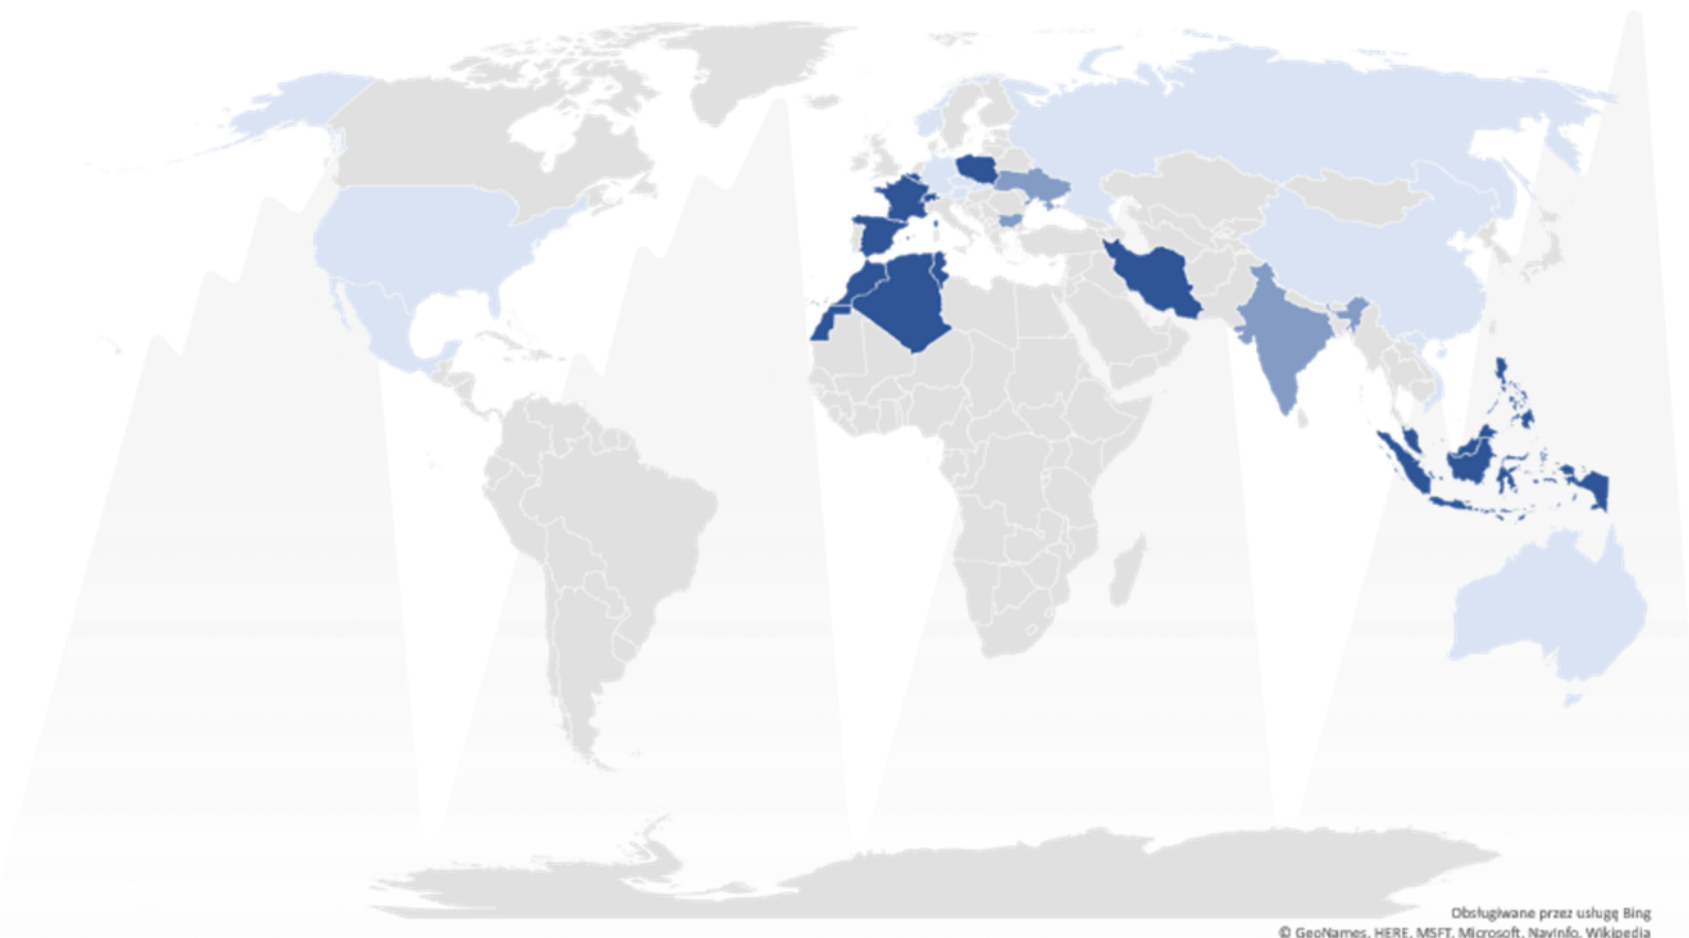 Obsługiwane przez usługę Bing
© GeoNames, HERE, MSFT, Microsoft, NavInfo, Wikipedia